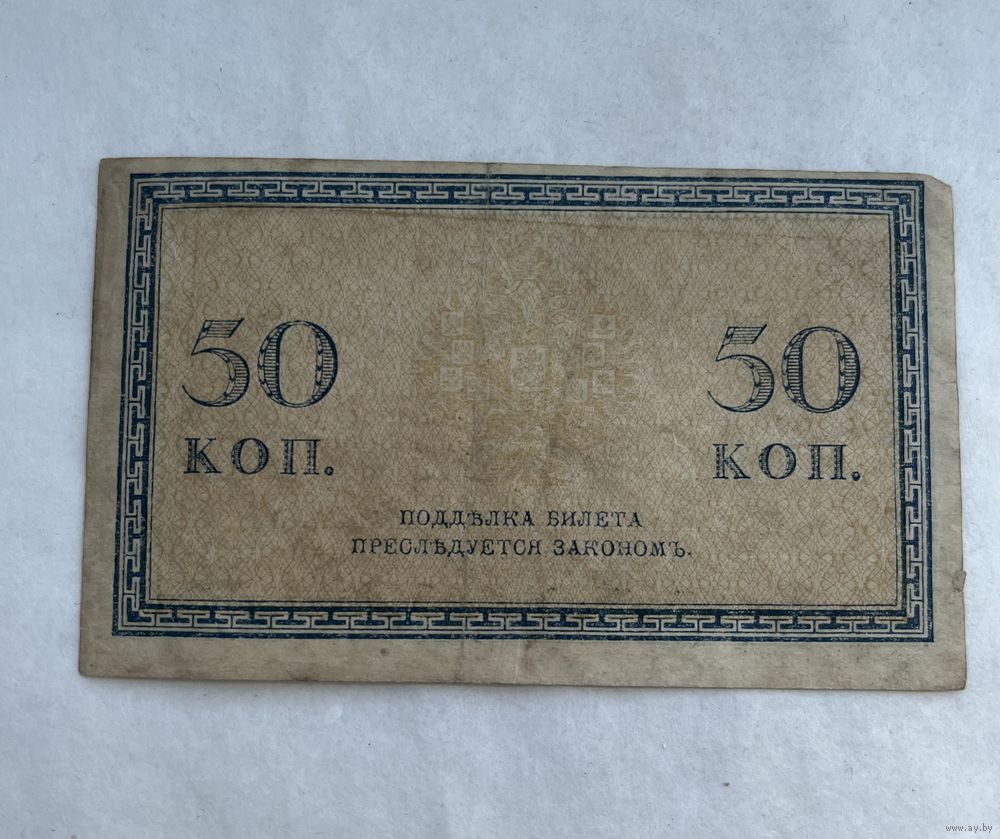 50 50
КОП. КОП.
ПОДДѢЛКА БИЛЕТА
ПРЕСЛѢДУЕТСЯ ЗАКОНОМЪ.
www.ay.by